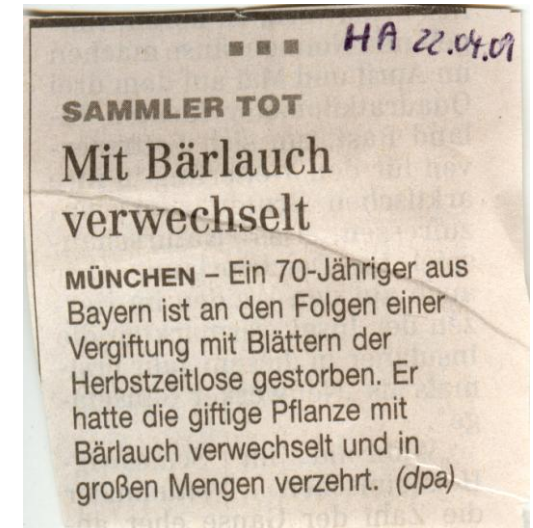 HA 22.04.09
SAMMLER TOT
Mit Bärlauch
verwechselt
MÜNCHEN – Ein 70-Jähriger aus
Bayern ist an den Folgen einer
Vergiftung mit Blättern der
Herbstzeitlose gestorben. Er
hatte die giftige Pflanze mit
Bärlauch verwechselt und in
großen Mengen verzehrt. (dpa)